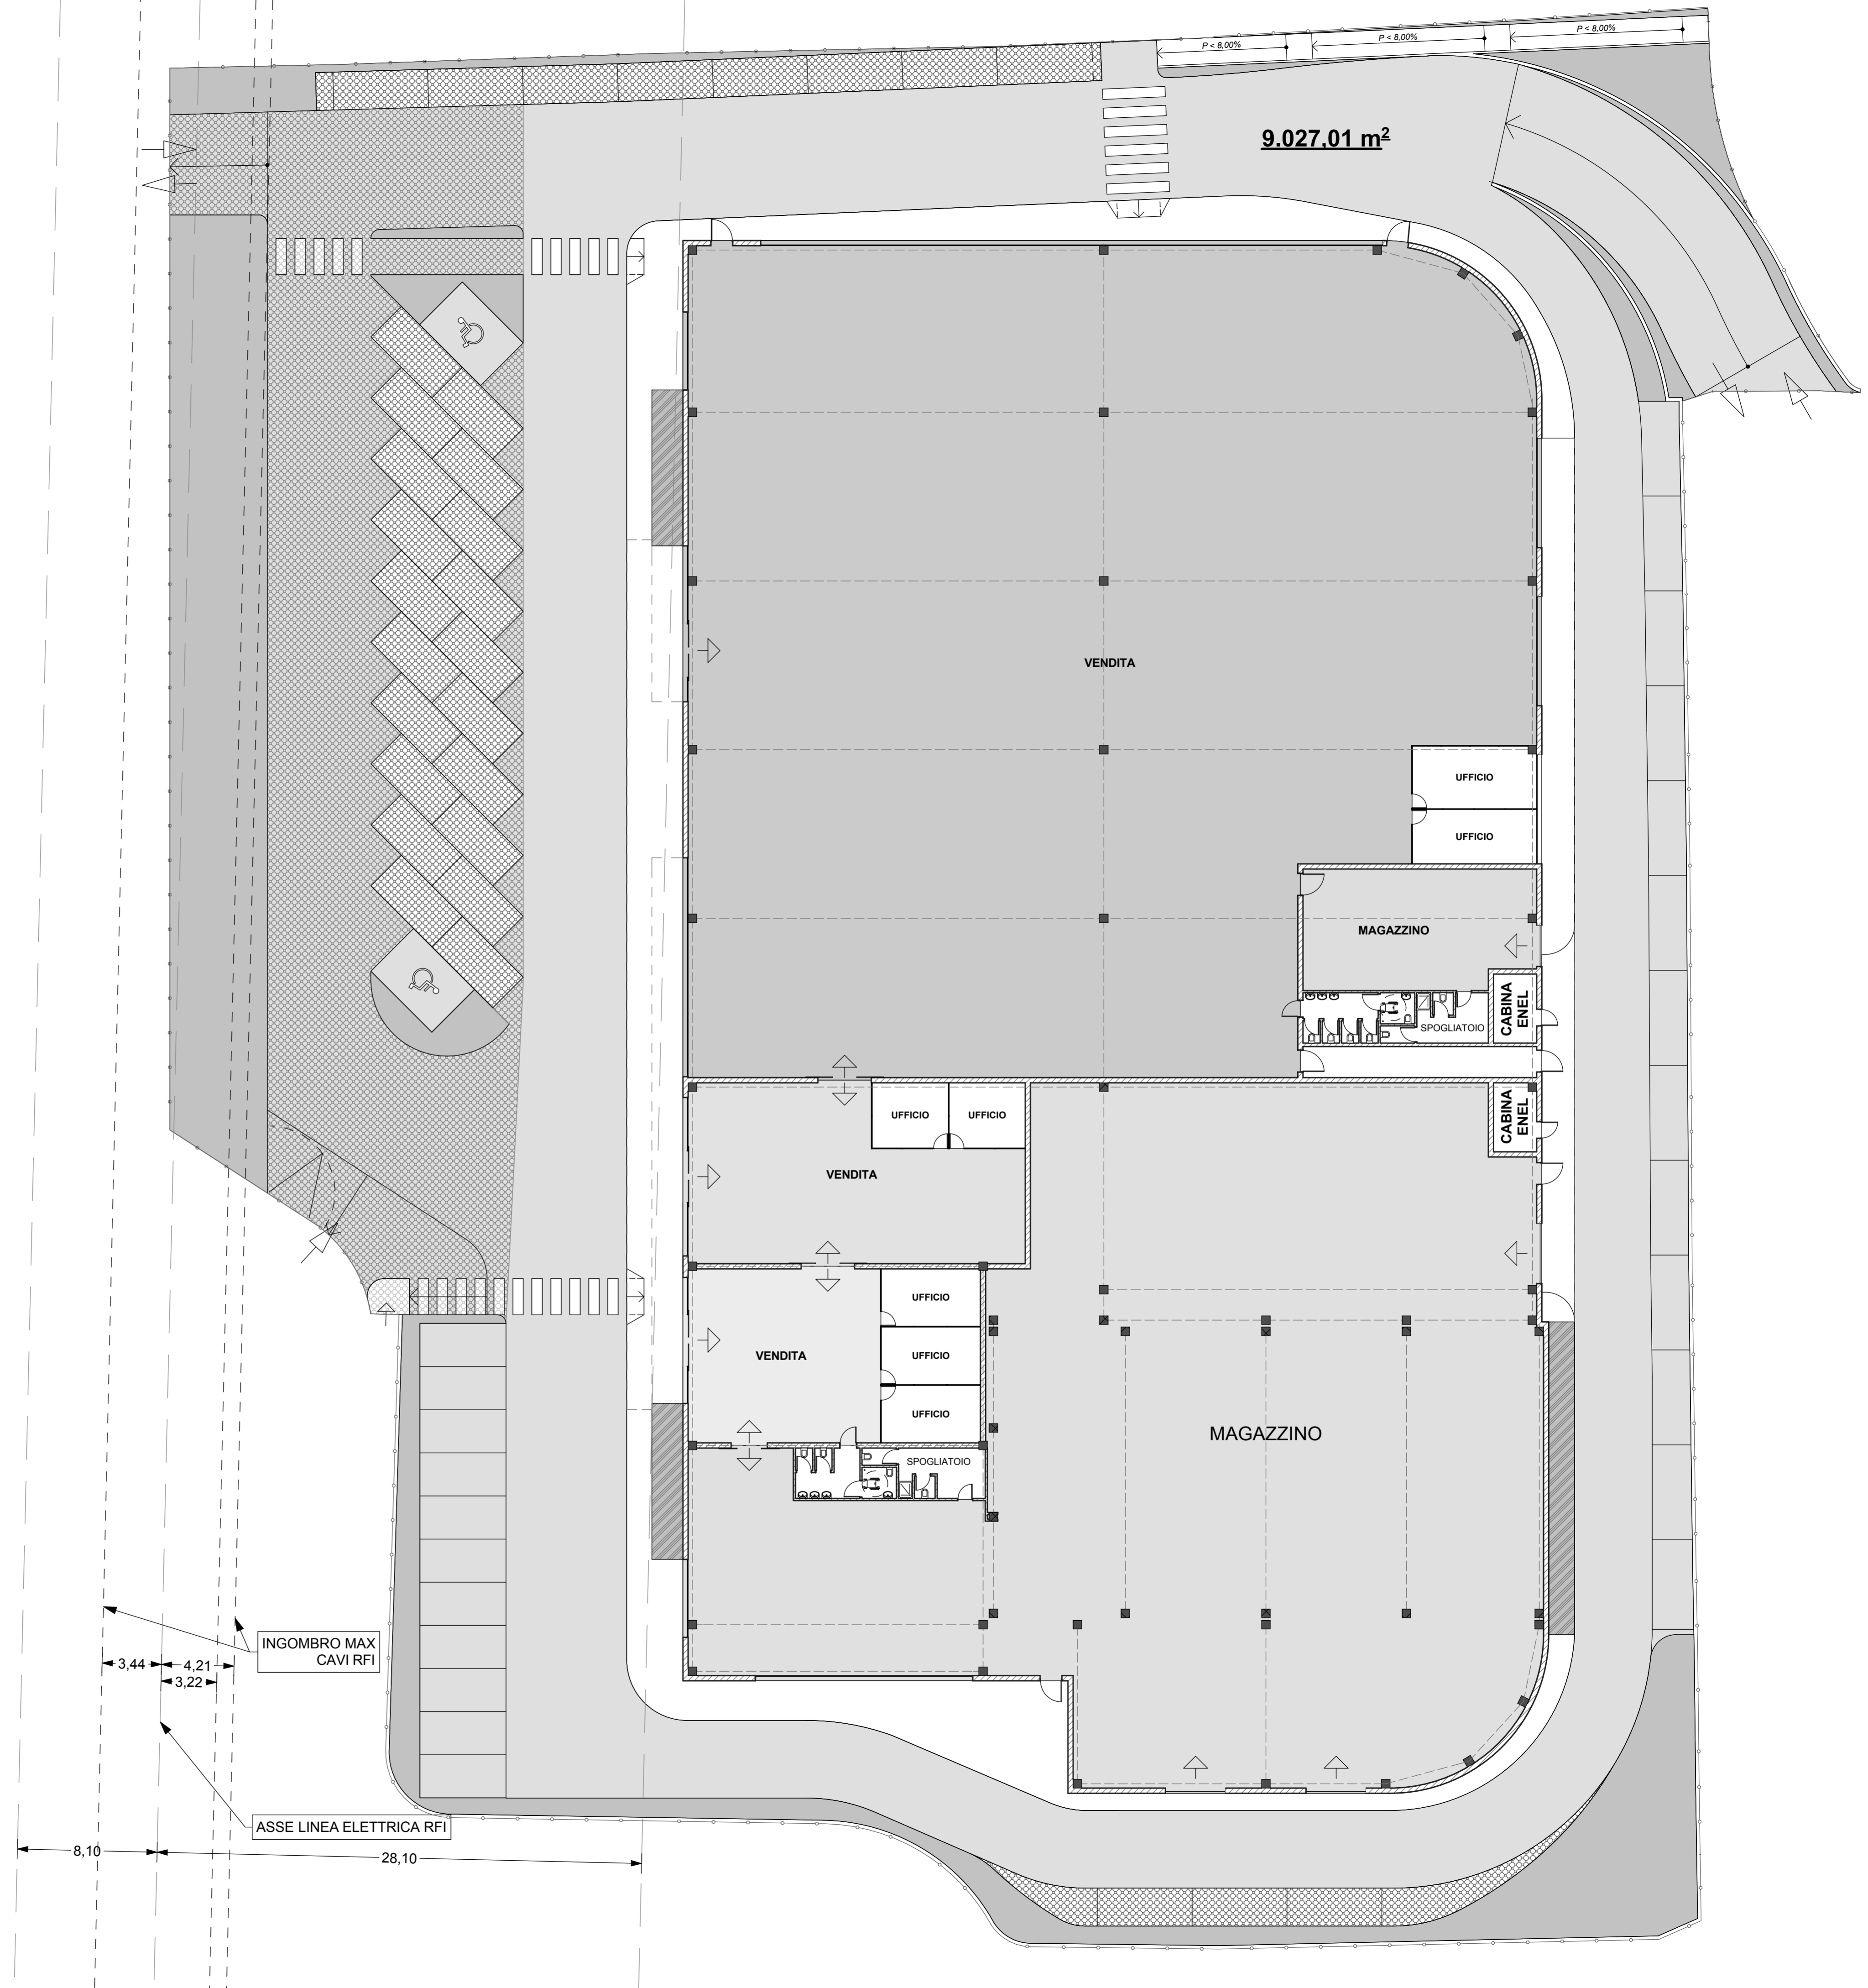 P < 8,00%
P < 8,00%
P < 8,00%
9.027,01 m²
VENDITA
UFFICIO
UFFICIO
MAGAZZINO
CABINA
ENEL
SPOGLIATOIO
CABINA
ENEL
UFFICIO
UFFICIO
VENDITA
UFFICIO
VENDITA
UFFICIO
UFFICIO
MAGAZZINO
SPOGLIATOIO
INGOMBRO MAX
CAVI RFI
3,44
4,21
3,22
ASSE LINEA ELETTRICA RFI
8,10
28,10